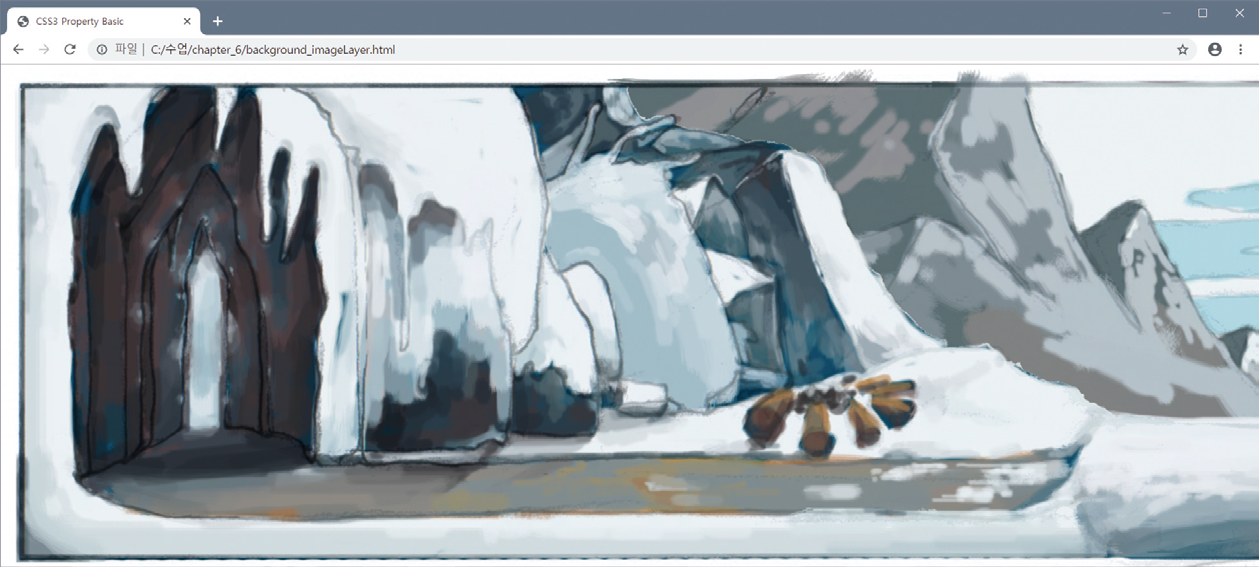 CSS3 Property Basic
파일 | C:/수업/chapter_6/background_imageLayer.html